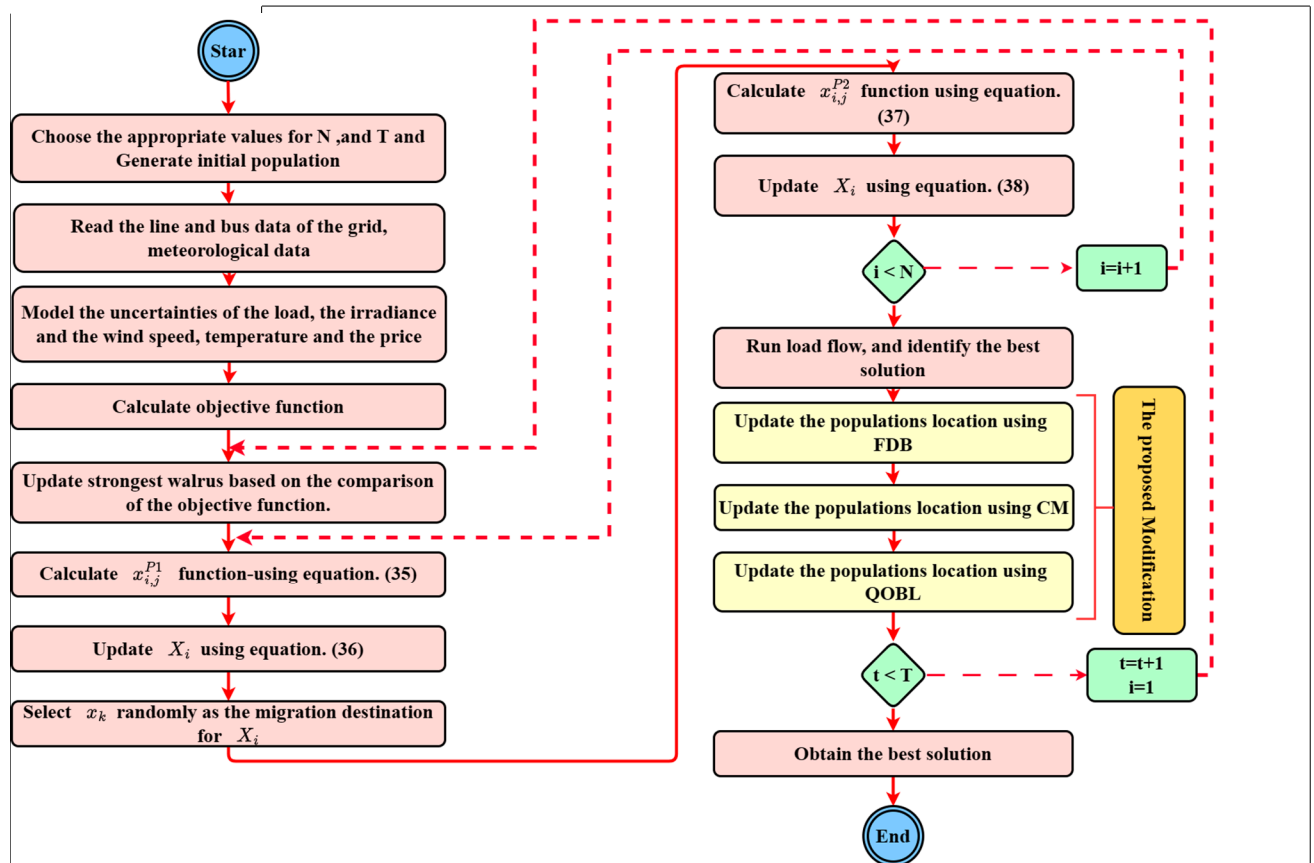 Star
Choose the appropriate values for N ,and T and
Generate initial population
Read the line and bus data of the grid,
meteorological data
Model the uncertainties of the load, the irradiance
and the wind speed, temperature and the price
Calculate objective function
Update strongest walrus based on the comparison
of the objective function.
Calculate $x_{i,j}^{P1}$ function-using equation. (35)
Update $X_i$ using equation. (36)
Select $x_k$ randomly as the migration destination
for $X_i$
Calculate $x_{i,j}^{P2}$ function using equation.
(37)
Update $X_i$ using equation. (38)
i < N
i=i+1
Run load flow, and identify the best
solution
Update the populations location using
FDB
Update the populations location using CM
Update the populations location using
QOBL
The proposed Modification
t < T
t=t+1
i=1
Obtain the best solution
End